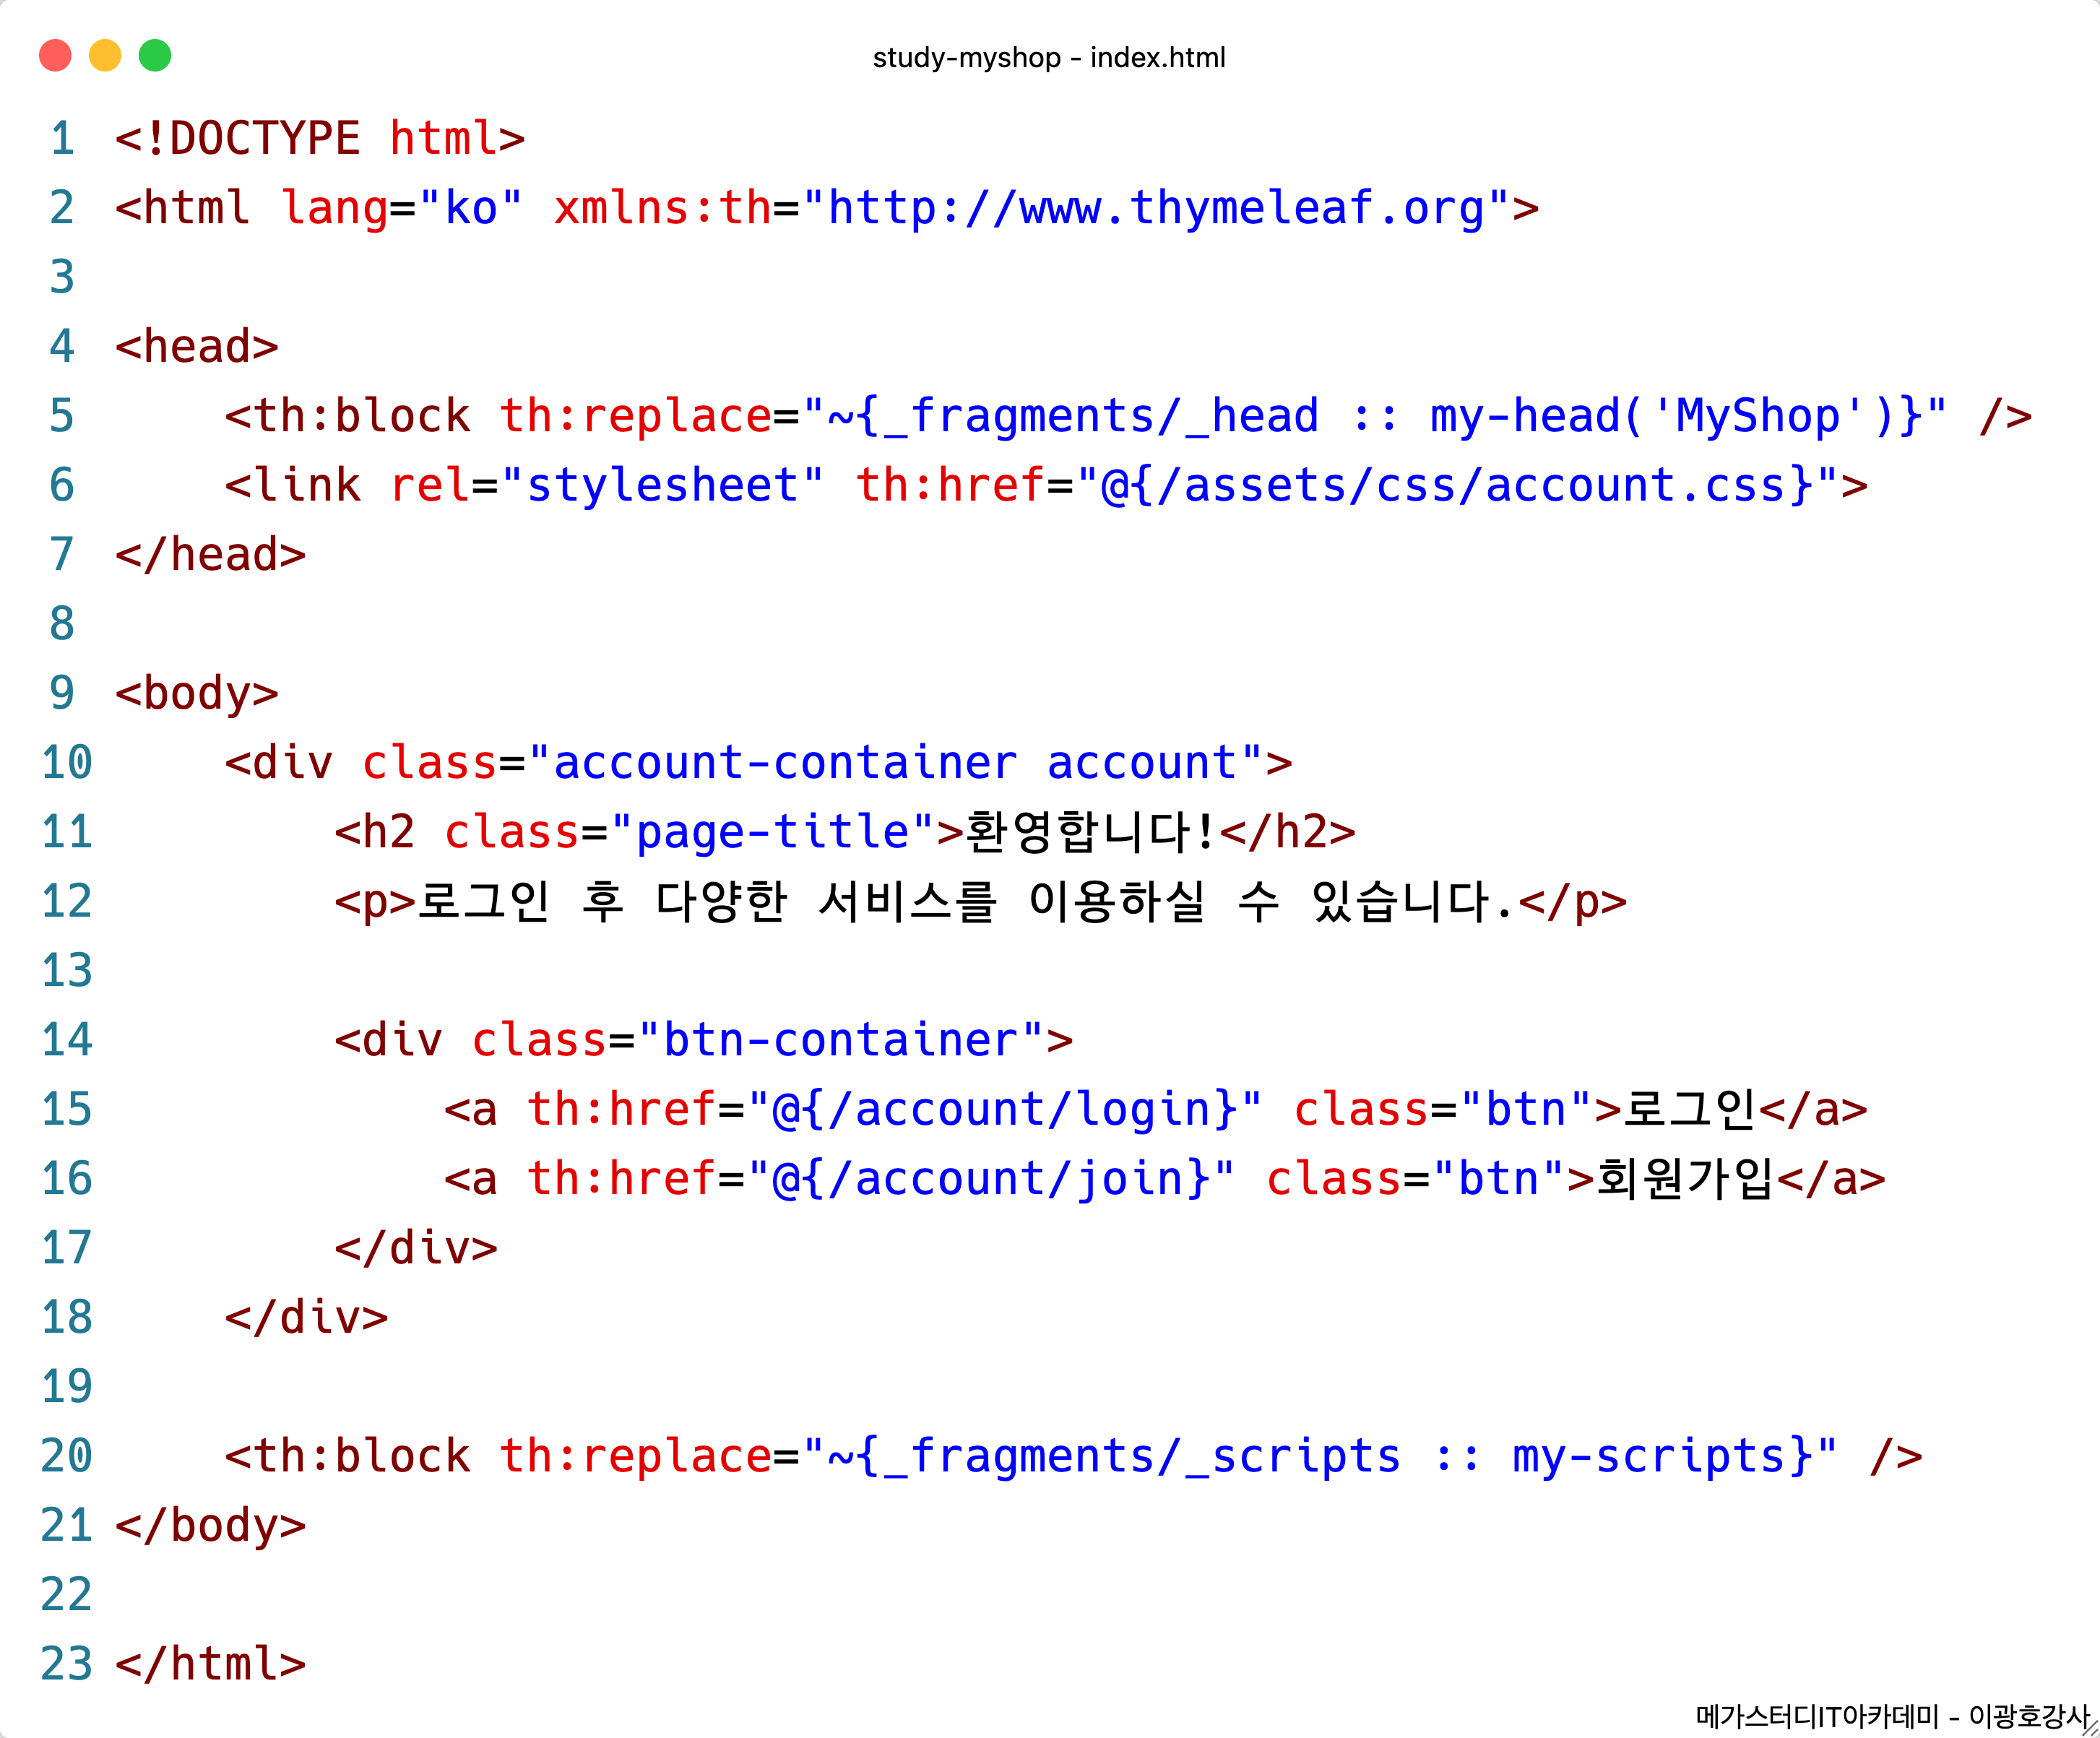 study-myshop - index.html
1 <!DOCTYPE html>
2 <html lang="ko" xmlns:th="http://www.thymeleaf.org">
3
4 <head>
5     <th:block th:replace="~{_fragments/_head :: my-head('MyShop')}" />
6     <link rel="stylesheet" th:href="@{/assets/css/account.css}">
7 </head>
8
9 <body>
10     <div class="account-container account">
11         <h2 class="page-title">환영합니다!</h2>
12         <p>로그인 후 다양한 서비스를 이용하실 수 있습니다.</p>
13
14         <div class="btn-container">
15             <a th:href="@{/account/login}" class="btn">로그인</a>
16             <a th:href="@{/account/join}" class="btn">회원가입</a>
17         </div>
18     </div>
19
20     <th:block th:replace="~{_fragments/_scripts :: my-scripts}" />
21 </body>
22
23 </html>
메가스터디IT아카데미 - 이광호강사